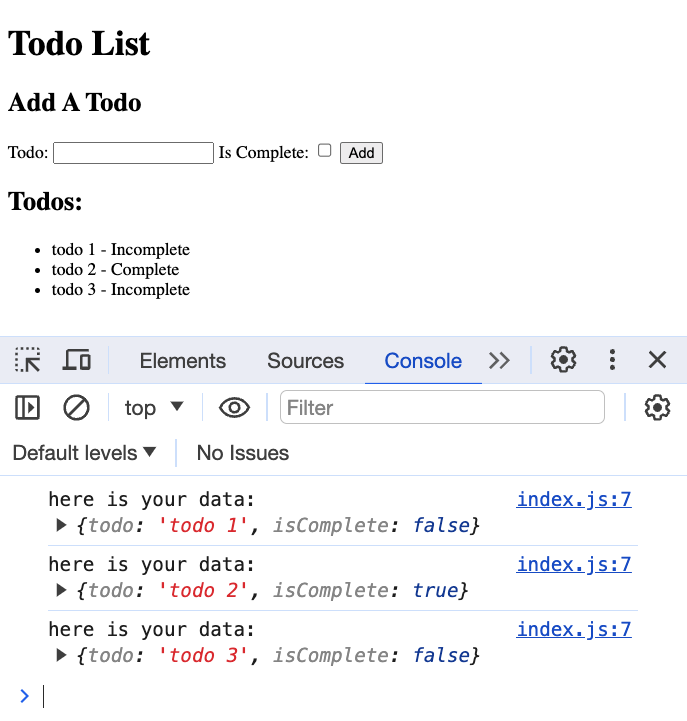 Todo List
Add A Todo
Todo: Is Complete: Add
Todos:
• todo 1 - Incomplete
• todo 2 - Complete
• todo 3 - Incomplete
Elements Sources Console
top Filter
Default levels No Issues
here is your data: index.js:7
{todo: 'todo 1', isComplete: false}
here is your data: index.js:7
{todo: 'todo 2', isComplete: true}
here is your data: index.js:7
{todo: 'todo 3', isComplete: false}